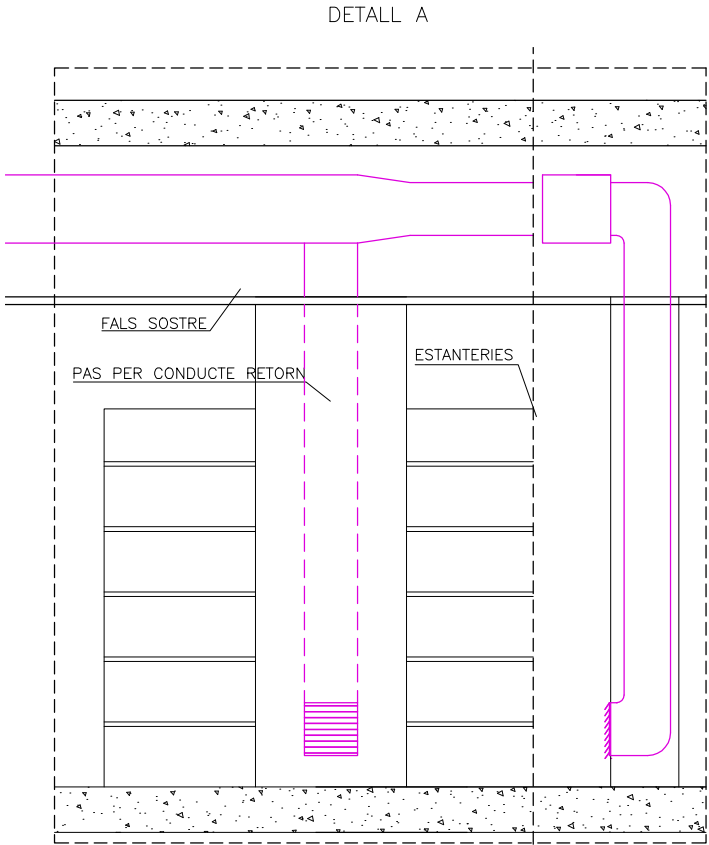 DETALL A
FALS SOSTRE
ESTANTERIES
PAS PER CONDUCTE RETORN